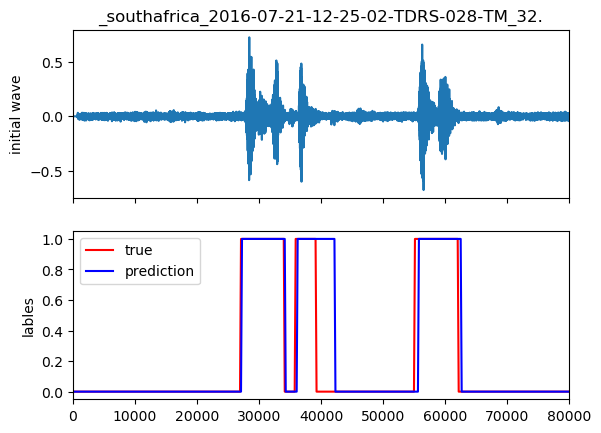 _southafrica_2016-07-21-12-25-02-TDRS-028-TM_32.
initial wave
0.5
0.0
−0.5
lables
1.0
0.8
0.6
0.4
0.2
0.0
true
prediction
0 10000 20000 30000 40000 50000 60000 70000 80000